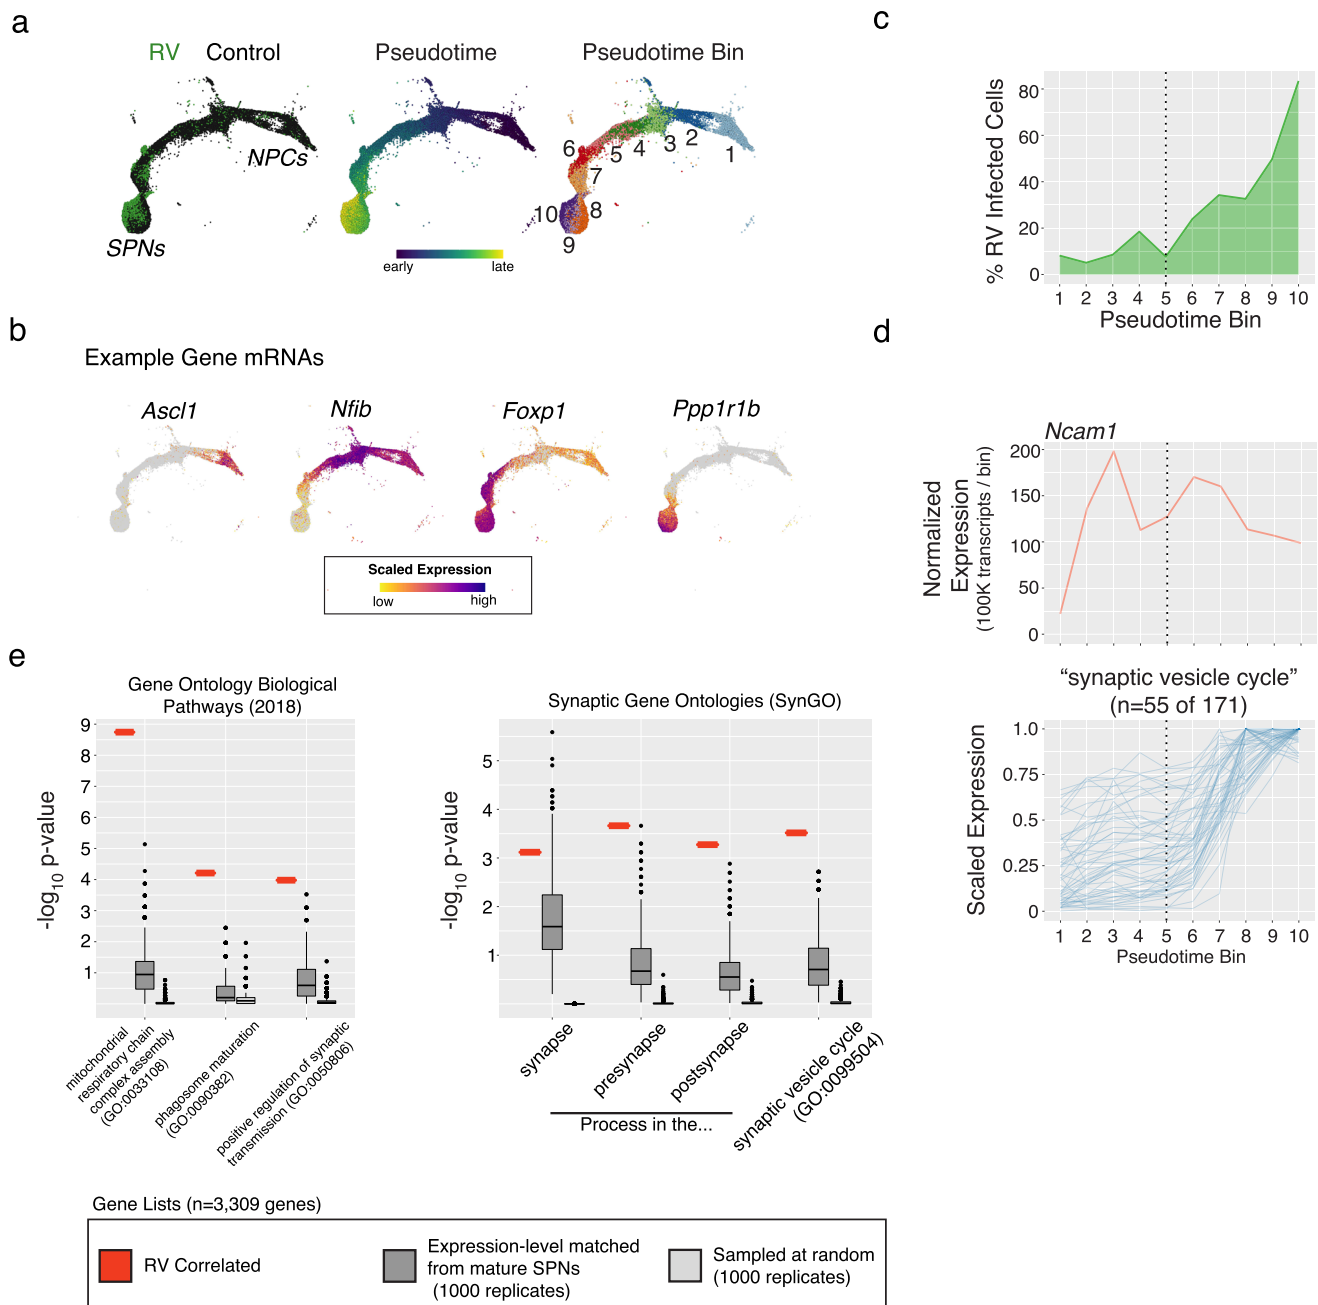 a
RV Control
Pseudotime
Pseudotime Bin
NPCs
SPNs
early
late
1
2
3
4
5
6
7
8
9
10
b
Example Gene mRNAs
Ascl1
Nfib
Foxp1
Ppp1r1b
Scaled Expression
low
high
c
% RV Infected Cells
80
60
40
20
0
1 2 3 4 5 6 7 8 9 10
Pseudotime Bin
d
Ncam1
Normalized
Expression
(100K transcripts / bin)
200
150
100
50
0
“synaptic vesicle cycle”
(n=55 of 171)
Scaled Expression
1.0
0.75
0.5
0.25
0
1 2 3 4 5 6 7 8 9 10
Pseudotime Bin
e
Gene Ontology Biological
Pathways (2018)
-log10 p-value
9
8
7
6
5
4
3
2
1
mitochondrial
respiratory chain
complex assembly
(GO:0033108)
phagosome maturation
(GO:0090382)
positive regulation of synaptic
transmission (GO:0050806)
Synaptic Gene Ontologies (SynGO)
-log10 p-value
5
4
3
2
1
synapse
presynapse
postsynapse
synaptic vesicle cycle
(GO:0099504)
Process in the...
Gene Lists (n=3,309 genes)
RV Correlated
Expression-level matched
from mature SPNs
(1000 replicates)
Sampled at random
(1000 replicates)